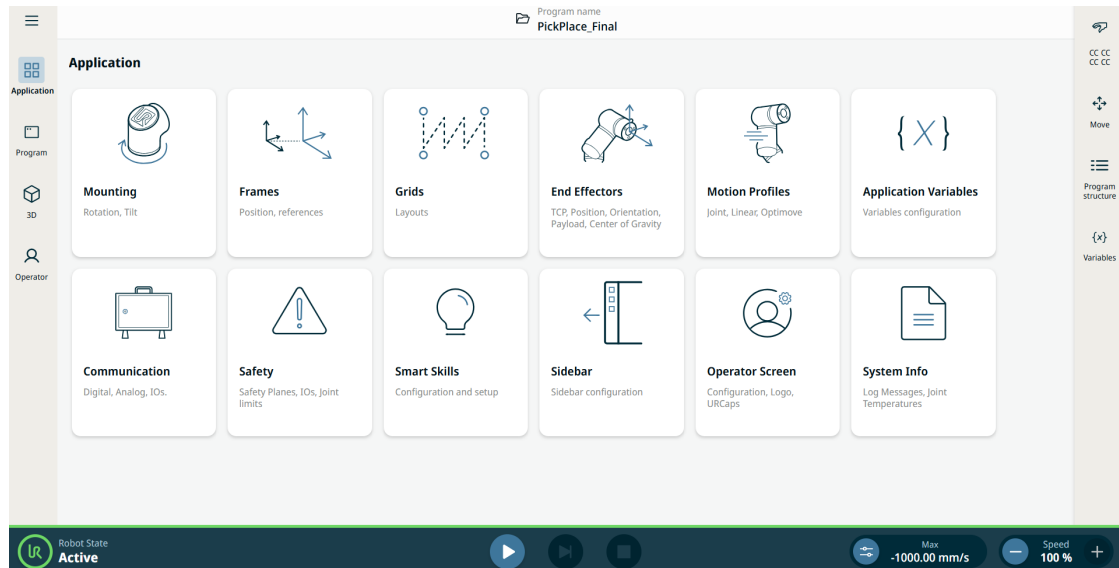 Program name
PickPlace_Final
Application
Program
3D
Operator
Application
Mounting
Rotation, Tilt
Frames
Position, references
Grids
Layouts
End Effectors
TCP, Position, Orientation,
Payload, Center of Gravity
Motion Profiles
Joint, Linear, Optimove
{ X }
Application Variables
Variables configuration
Communication
Digital, Analog, IOs.
Safety
Safety Planes, IOs, Joint
limits
Smart Skills
Configuration and setup
Sidebar
Sidebar configuration
Operator Screen
Configuration, Logo,
URCaps
System Info
Log Messages, Joint
Temperatures
CC CC
CC CC
Move
Program
structure
{x}
Variables
UR
Robot State
Active
Max
-1000.00 mm/s
Speed
100 %